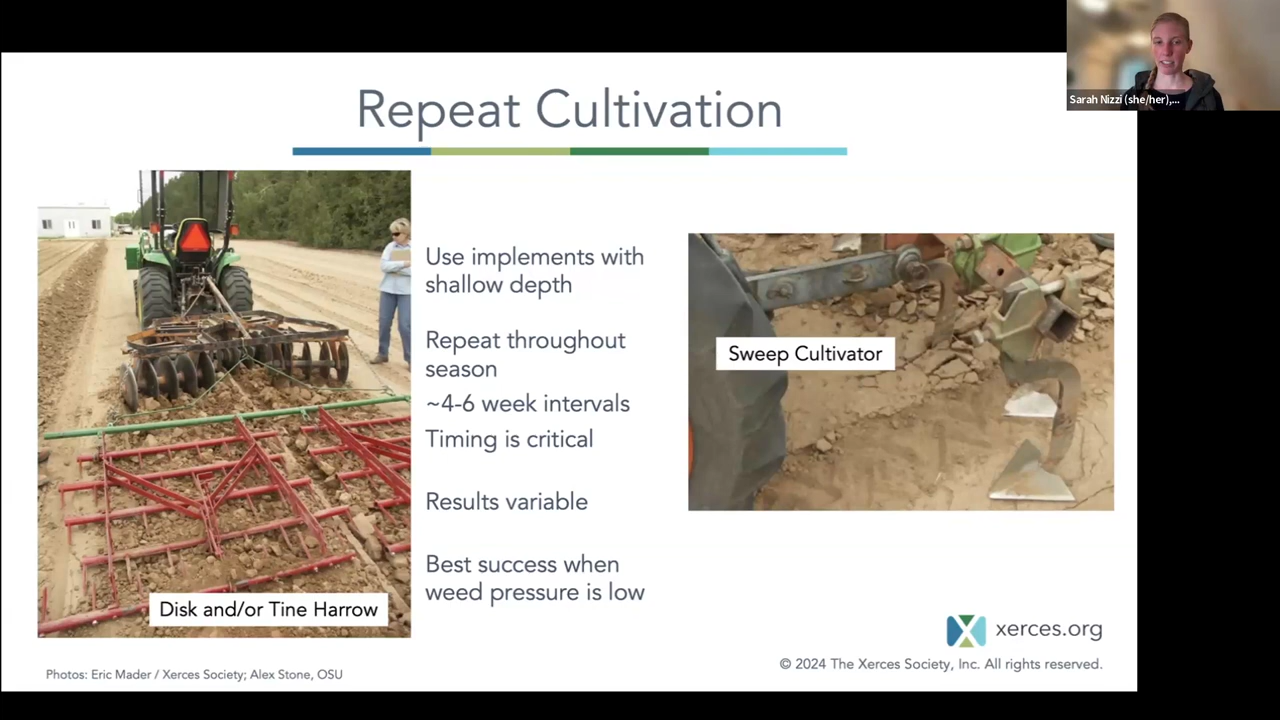 Repeat Cultivation
Use implements with
shallow depth
Repeat throughout
season
~4-6 week intervals
Timing is critical
Results variable
Best success when
weed pressure is low
Disk and/or Tine Harrow
Sweep Cultivator
xerces.org
© 2024 The Xerces Society, Inc. All rights reserved.
Photos: Eric Mader / Xerces Society; Alex Stone, OSU
Sarah Nizzi (she/her),...